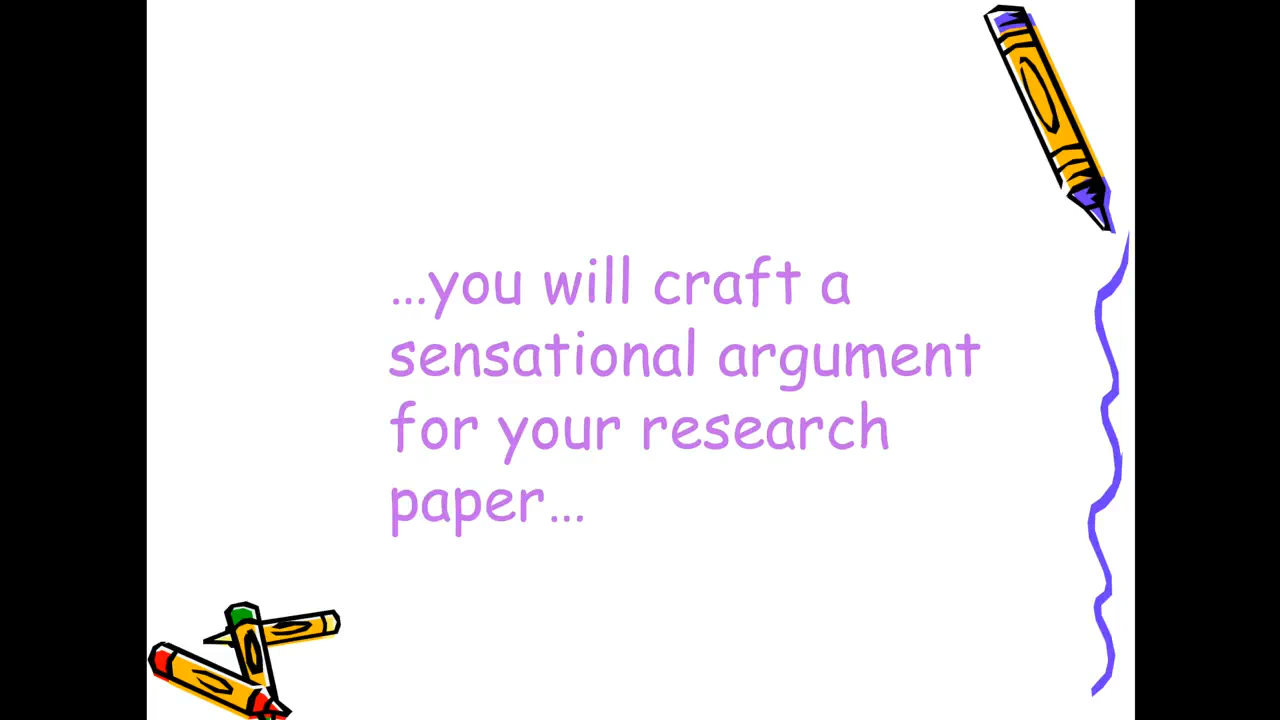 …you will craft a
sensational argument
for your research
paper…